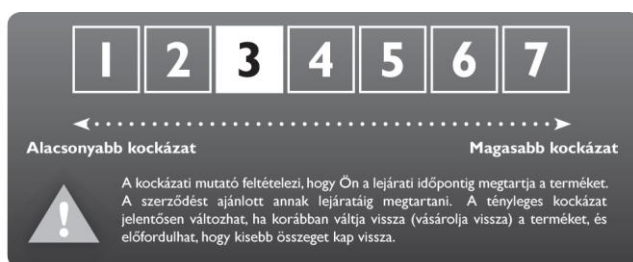 1 2 3 4 5 6 7
Alacsonyabb kockázat Magasabb kockázat
A kockázati mutató feltételezi, hogy Ön a lejárati időpontig megtartja a terméket.
A szerződést ajánlott annak lejáratáig megtartani. A tényleges kockázat
jelentősen változhat, ha korábban váltja vissza (vásárolja vissza) a terméket, és
előfordulhat, hogy kisebb összeget kap vissza.
!